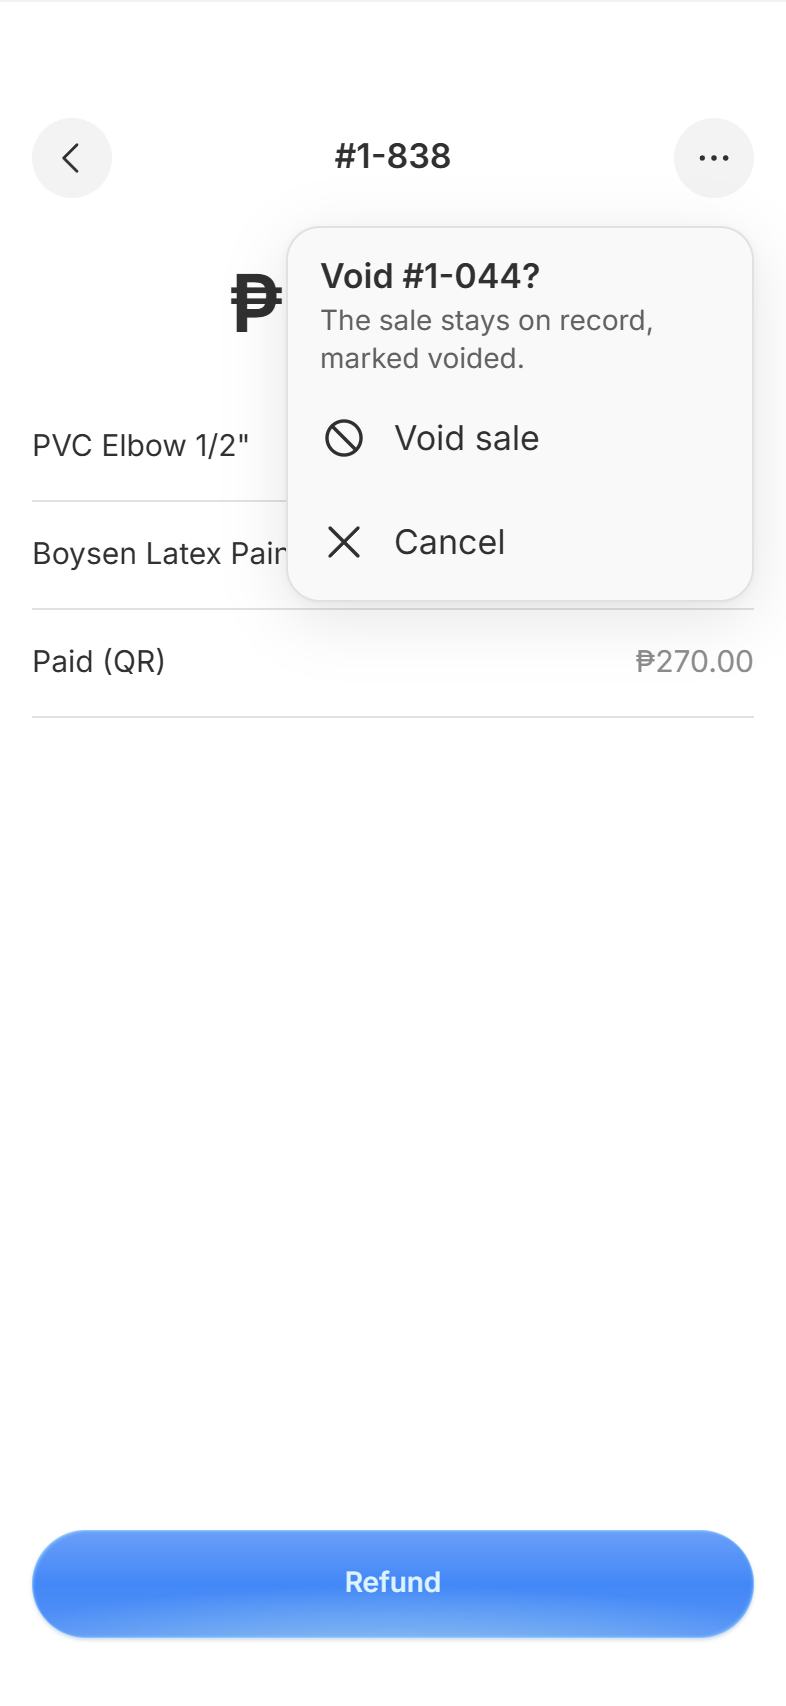 #1-838
₱
Void #1-044?
The sale stays on record,
marked voided.
Void sale
Cancel
PVC Elbow 1/2"
Boysen Latex
Paid (QR)
₱270.00
Refund